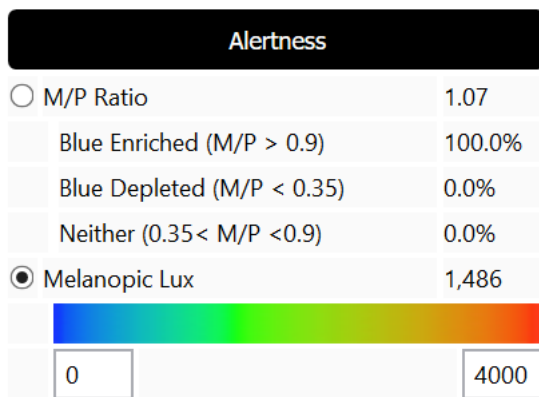 Alertness
M/P Ratio 1.07
Blue Enriched (M/P > 0.9) 100.0%
Blue Depleted (M/P < 0.35) 0.0%
Neither (0.35< M/P <0.9) 0.0%
Melanopic Lux 1,486
0 4000